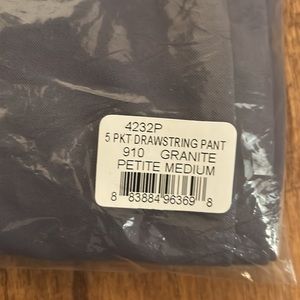 4232P
5 PKT DRAWSTRING PANT
910 GRANITE
PETITE MEDIUM
8 83884 96369 8